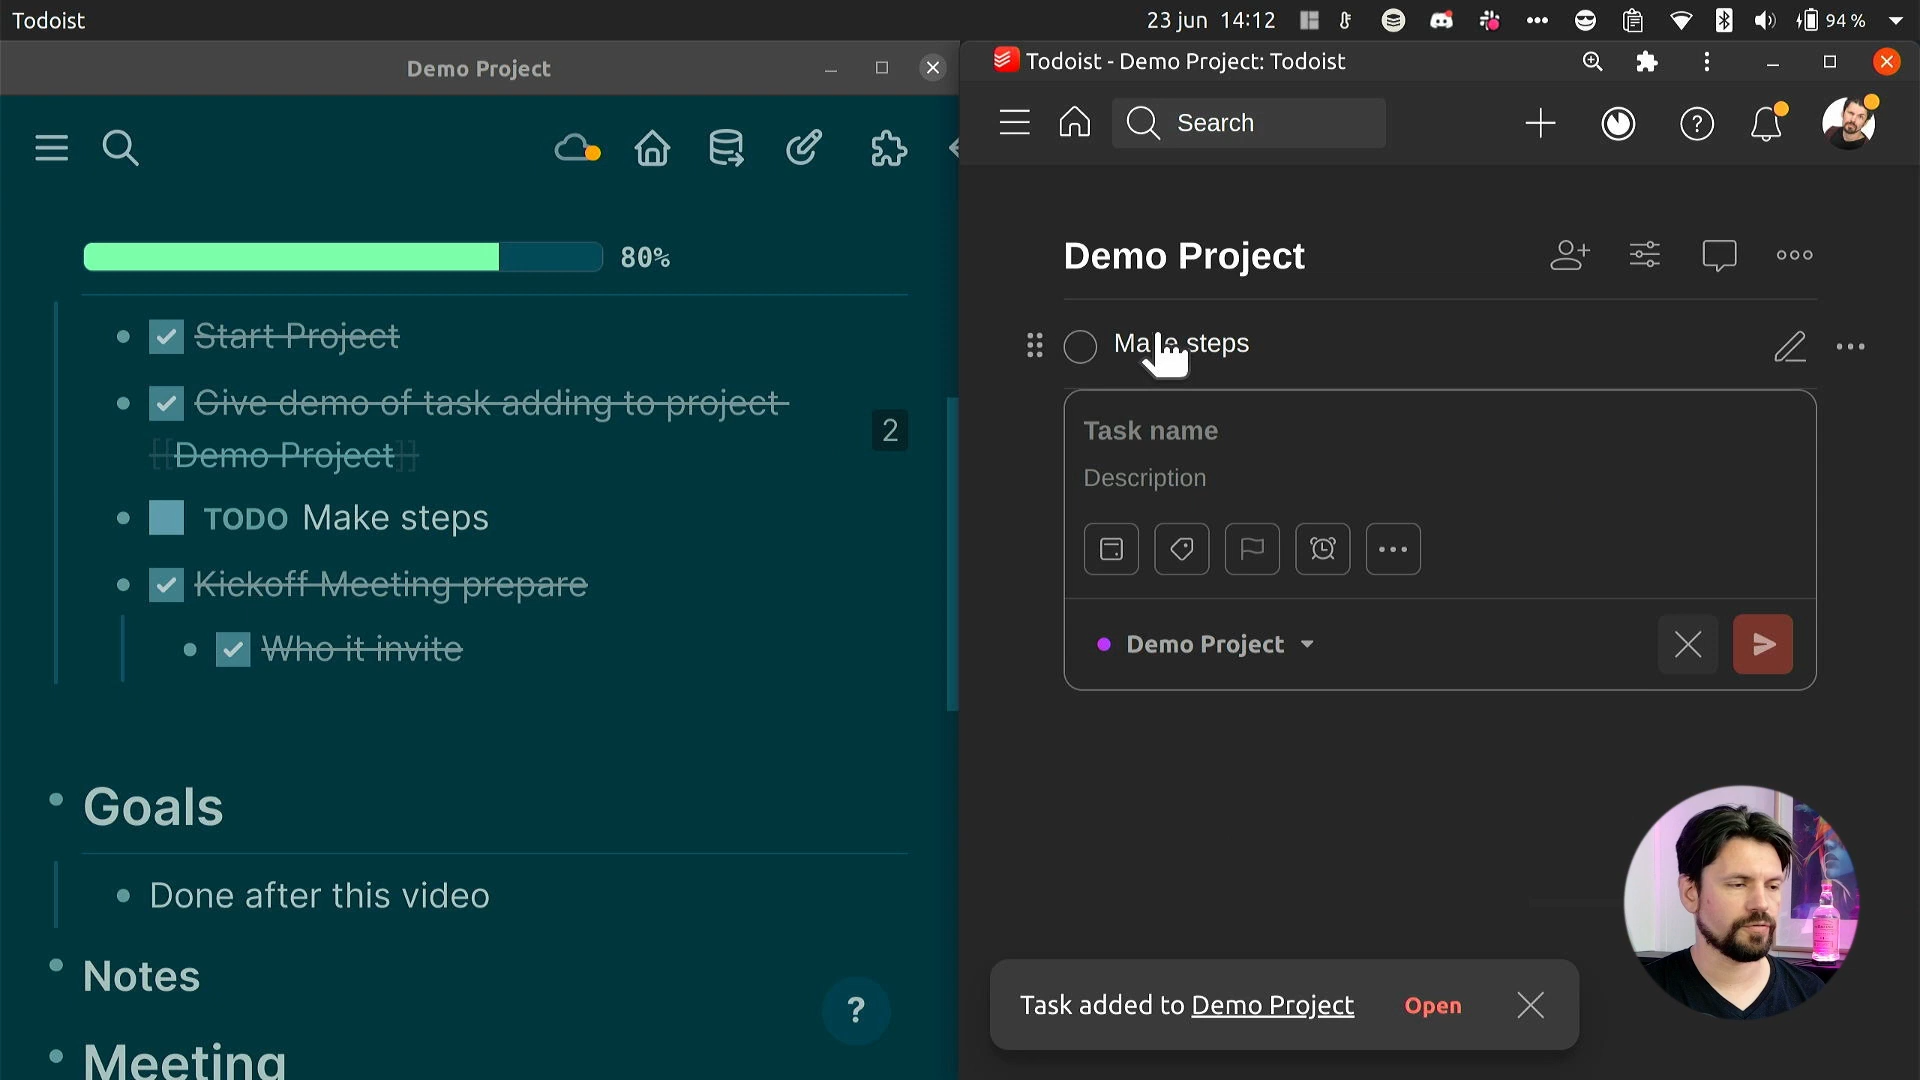 Todoist
23 jun 14:12
94 %
Demo Project
80%
Start Project
Give demo of task adding to project
[[Demo Project]]
2
TODO Make steps
Kickoff Meeting prepare
Who it invite
Goals
Done after this video
Notes
Meeting
?
Todoist - Demo Project: Todoist
Search
Demo Project
Make steps
Task name
Description
Demo Project
Task added to Demo Project
Open